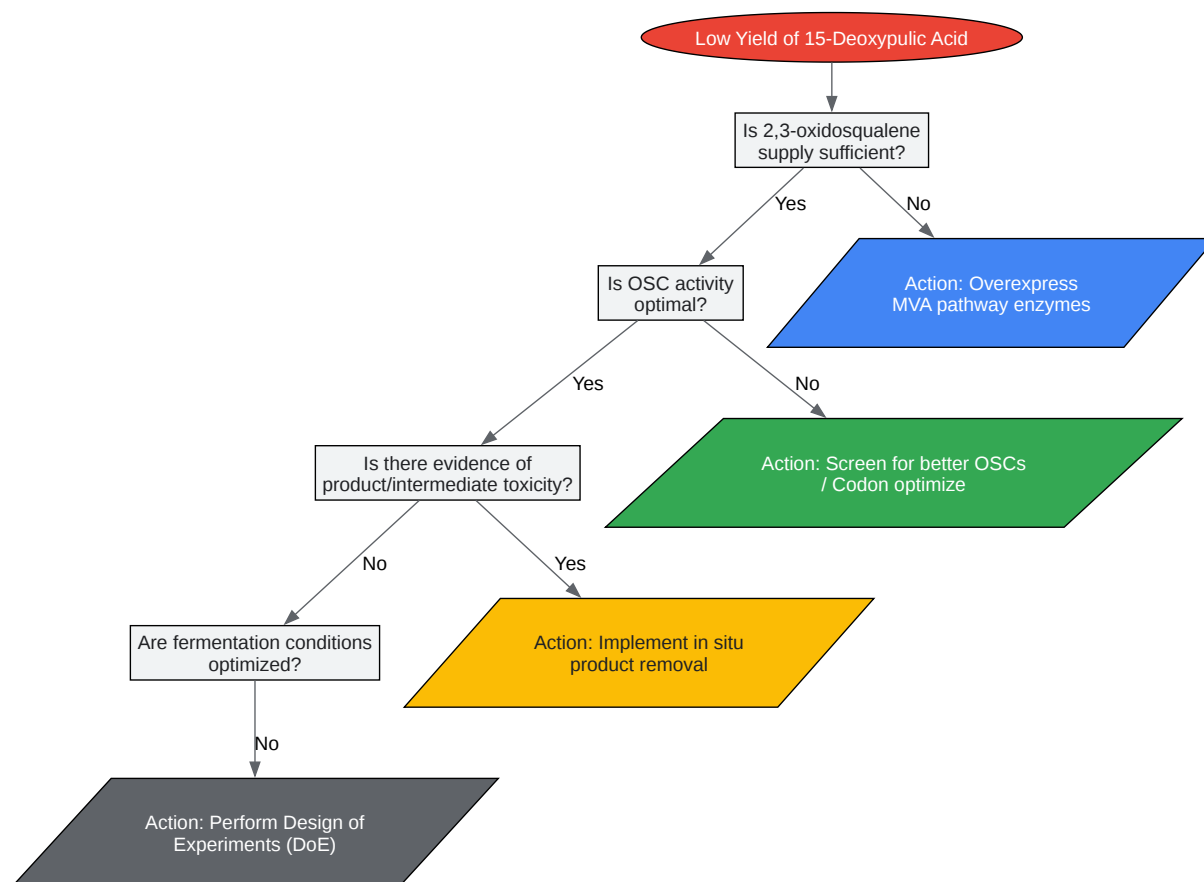 Low Yield of 15-Deoxypulic Acid
Is 2,3-oxidosqualene
supply sufficient?
Yes
No
Is OSC activity
optimal?
Action: Overexpress
MVA pathway enzymes
Yes
No
Is there evidence of
product/intermediate toxicity?
Action: Screen for better OSCs
/ Codon optimize
No
Yes
Are fermentation conditions
optimized?
Action: Implement in situ
product removal
No
Action: Perform Design of
Experiments (DoE)